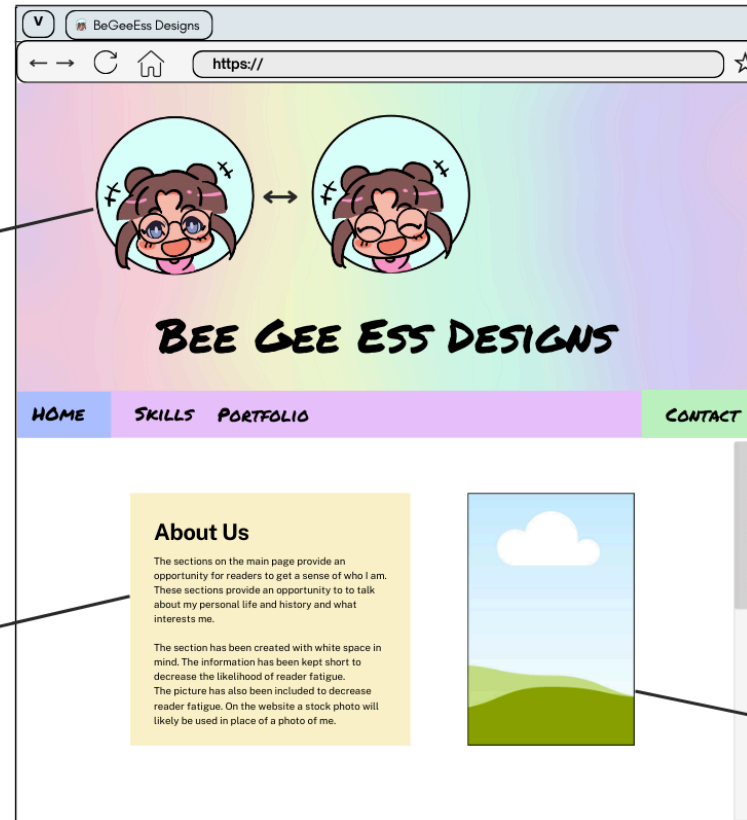 V
BeGeeEss Designs
https://
Bee Gee Ess Designs
HOme
Skills
Portfolio
Contact
About Us
The sections on the main page provide an
opportunity for readers to get a sense of who I am.
These sections provide an opportunity to to talk
about my personal life and history and what
interests me.
The section has been created with white space in
mind. The information has been kept short to
decrease the likelihood of reader fatigue.
The picture has also been included to decrease
reader fatigue. On the website a stock photo will
likely be used in place of a photo of me.